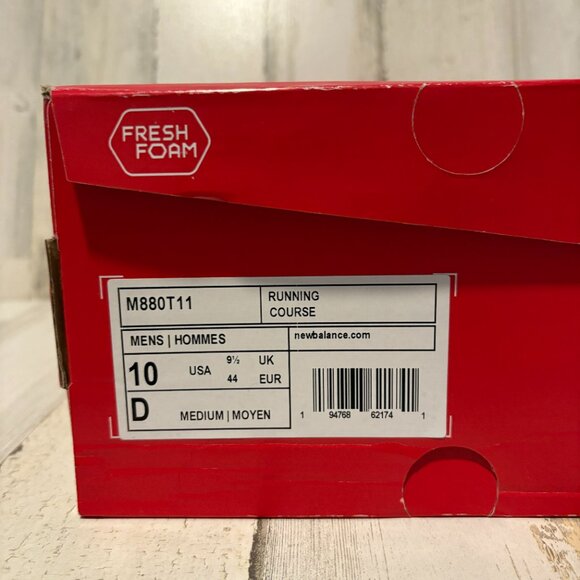 FRESH
FOAM
M880T11
RUNNING
COURSE
MENS | HOMMES
newbalance.com
10 USA 9½ UK
44 EUR
D MEDIUM | MOYEN
1 94768 62174 1